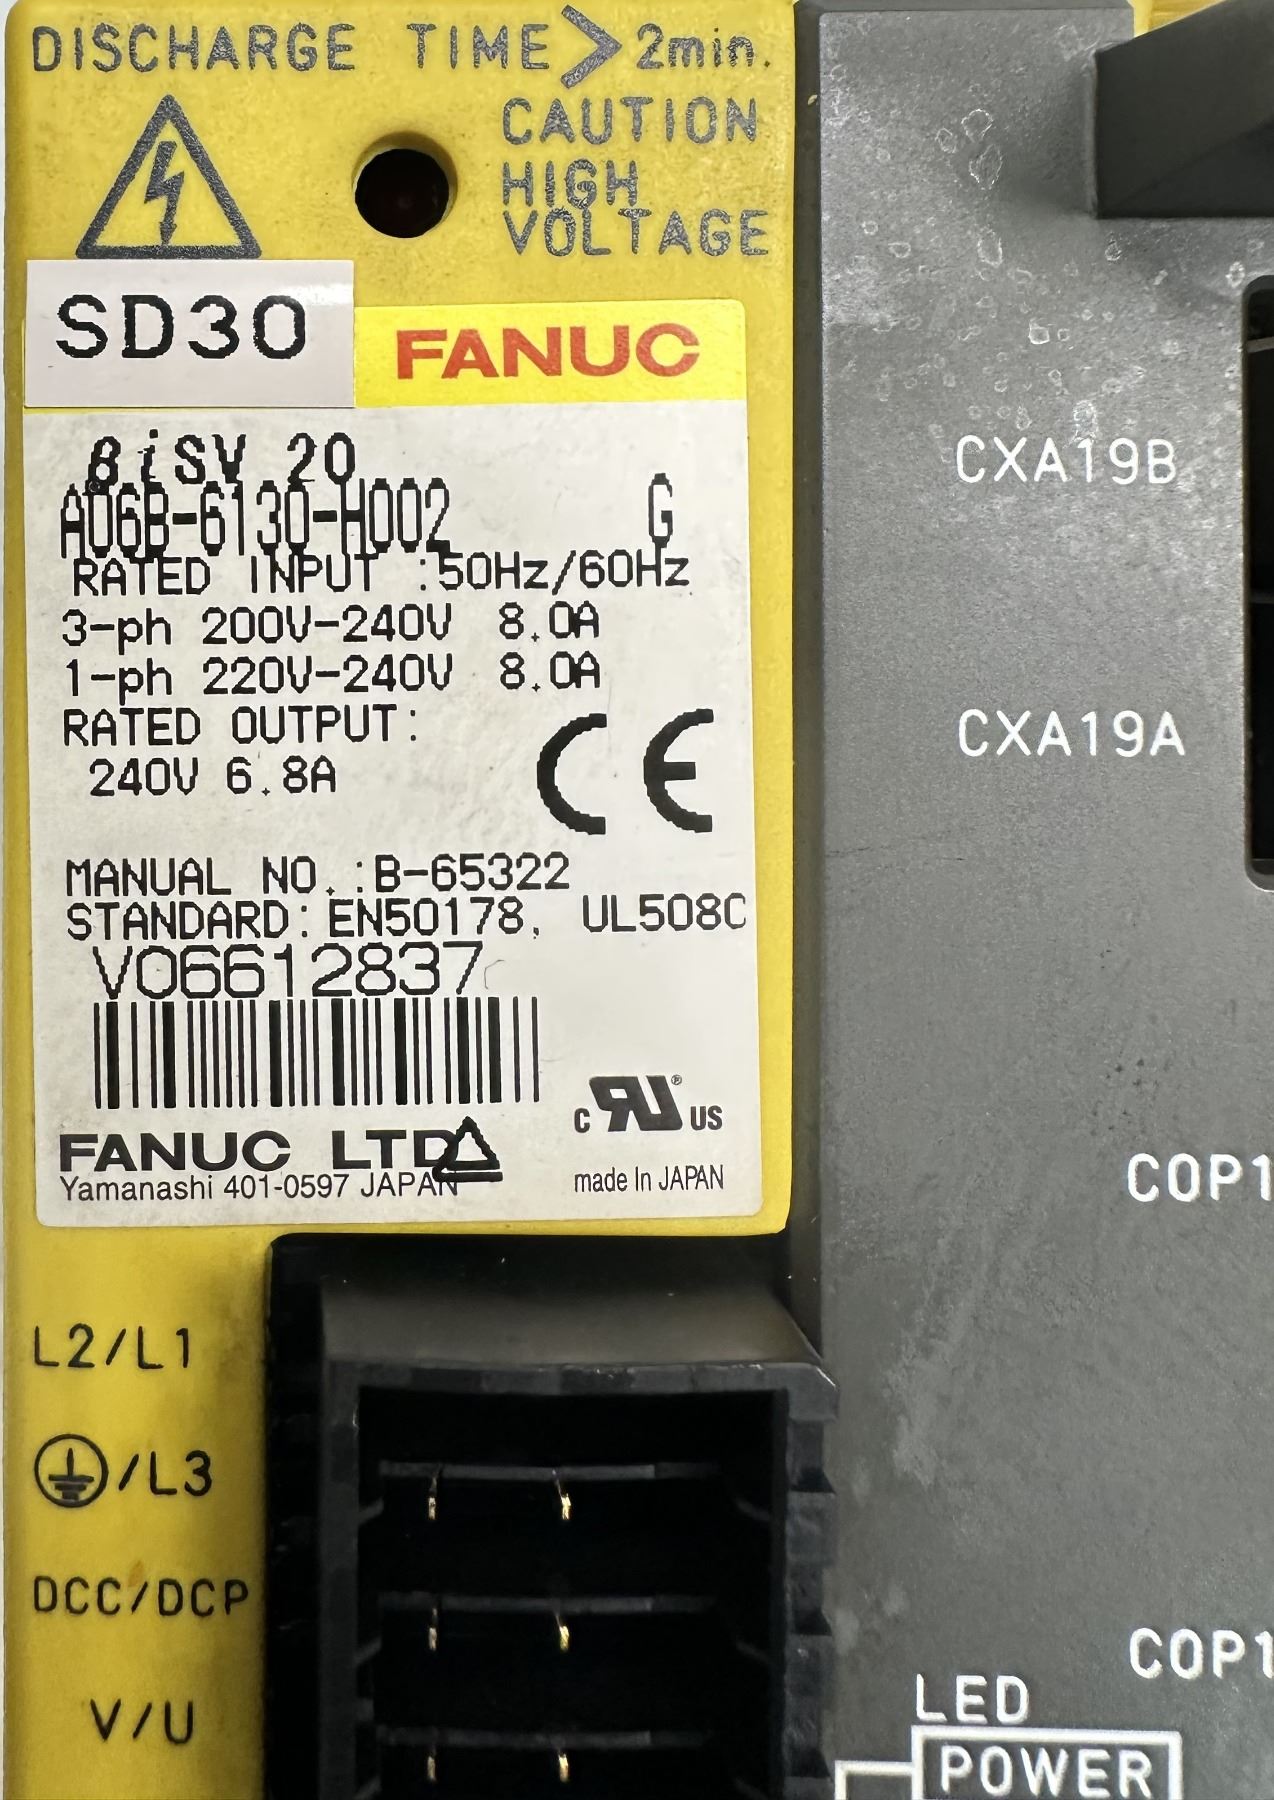 DISCHARGE TIME > 2min.
CAUTION
HIGH
VOLTAGE
SD30
FANUC
βiSV 20
A06B-6130-H002 G
RATED INPUT :50Hz/60Hz
3-ph 200V-240V 8.0A
1-ph 220V-240V 8.0A
RATED OUTPUT:
240V 6.8A
CE
MANUAL NO.:B-65322
STANDARD: EN50178, UL508C
V06612837
FANUC LTD
Yamanashi 401-0597 JAPAN
c RU ® US
made In JAPAN
L2/L1
/L3
DCC/DCP
V/U
CXA19B
CXA19A
COP1
COP1
LED
POWER